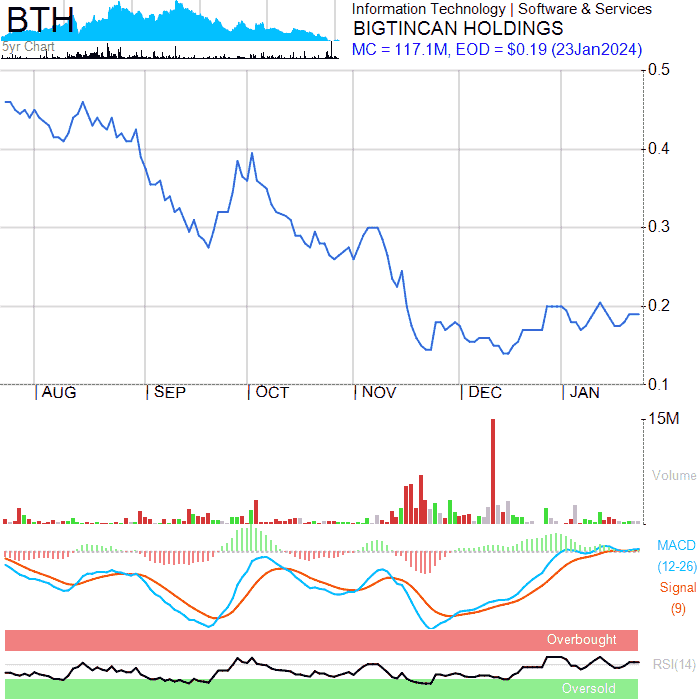 BTH
Information Technology | Software & Services
BIGTINCAN HOLDINGS
MC = 117.1M, EOD = $0.19 (23Jan2024)
5yr Chart
0.5
0.4
0.3
0.2
0.1
AUG SEP OCT NOV DEC JAN
15M
Volume
MACD
(12-26)
Signal
(9)
Overbought
RSI(14)
Oversold